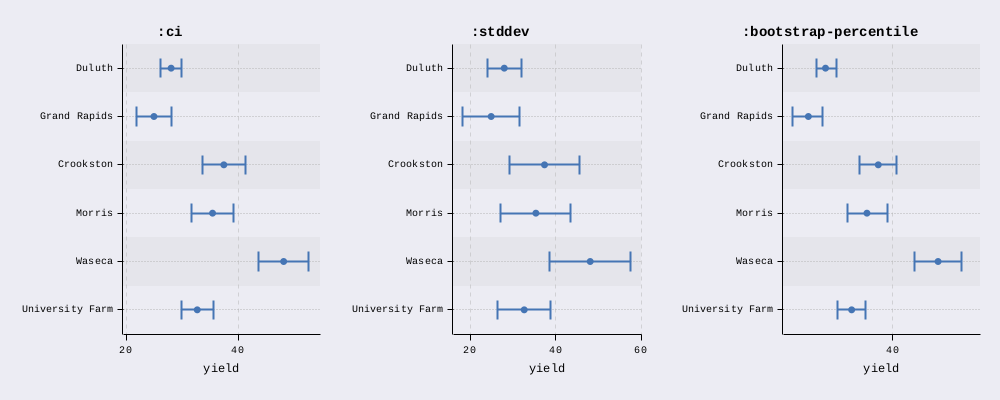 :ci
Duluth
Grand Rapids
Crookston
Morris
Waseca
University Farm
20 40
yield
:stddev
Duluth
Grand Rapids
Crookston
Morris
Waseca
University Farm
20 40 60
yield
:bootstrap-percentile
Duluth
Grand Rapids
Crookston
Morris
Waseca
University Farm
40
yield